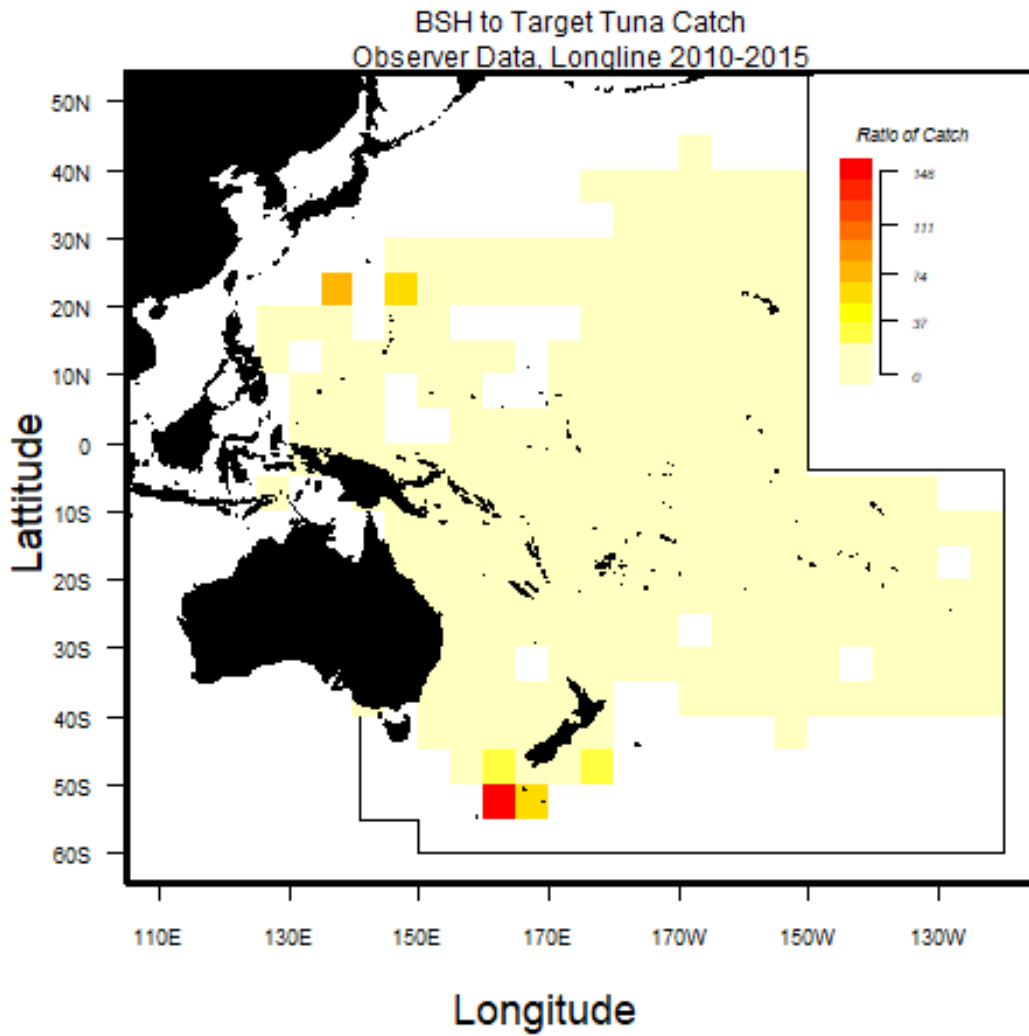 BSH to Target Tuna Catch
Observer Data, Longline 2010-2015
50N
40N
30N
20N
10N
0
10S
20S
30S
40S
50S
60S
Lattitude
Ratio of Catch
148
111
74
37
0
110E 130E 150E 170E 170W 150W 130W
Longitude